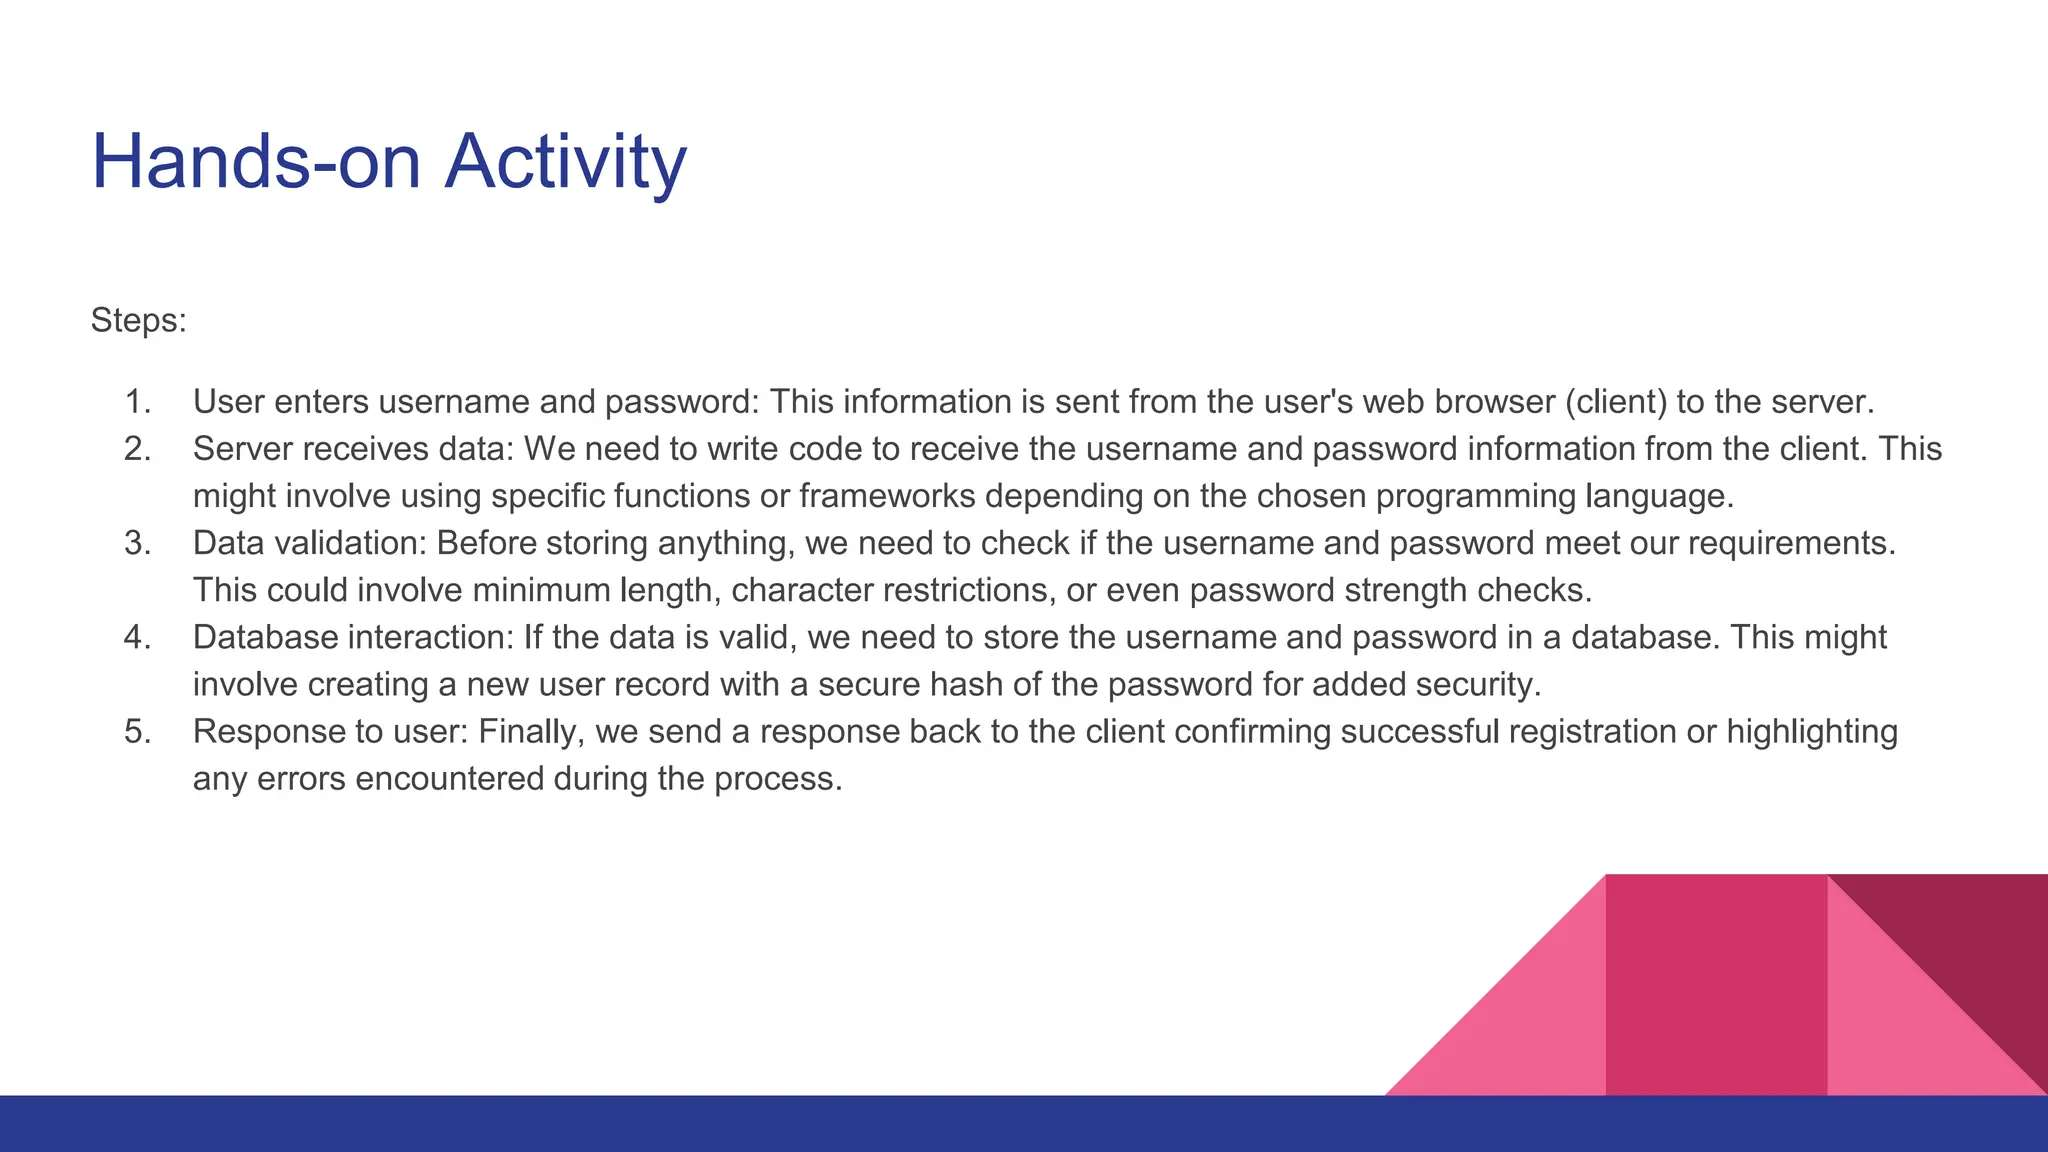 Hands-on Activity
Steps:
1. User enters username and password: This information is sent from the user's web browser (client) to the server.
2. Server receives data: We need to write code to receive the username and password information from the client. This
might involve using specific functions or frameworks depending on the chosen programming language.
3. Data validation: Before storing anything, we need to check if the username and password meet our requirements.
This could involve minimum length, character restrictions, or even password strength checks.
4. Database interaction: If the data is valid, we need to store the username and password in a database. This might
involve creating a new user record with a secure hash of the password for added security.
5. Response to user: Finally, we send a response back to the client confirming successful registration or highlighting
any errors encountered during the process.